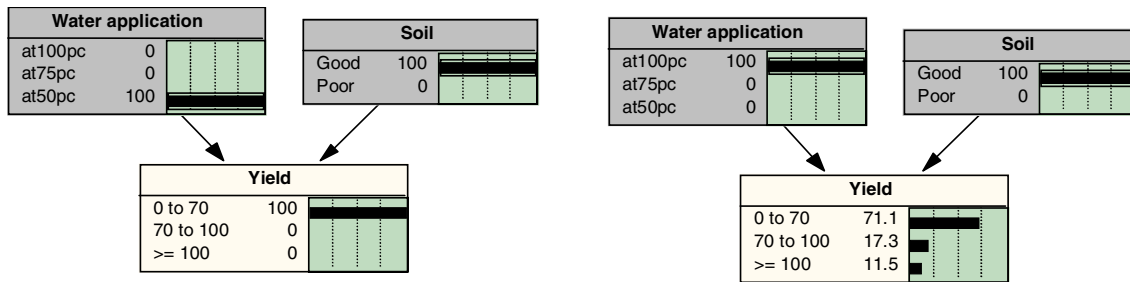 Water application
at100pc 0
at75pc 0
at50pc 100
Soil
Good 100
Poor 0
Yield
0 to 70 100
70 to 100 0
>= 100 0
Water application
at100pc 100
at75pc 0
at50pc 0
Soil
Good 100
Poor 0
Yield
0 to 70 71.1
70 to 100 17.3
>= 100 11.5